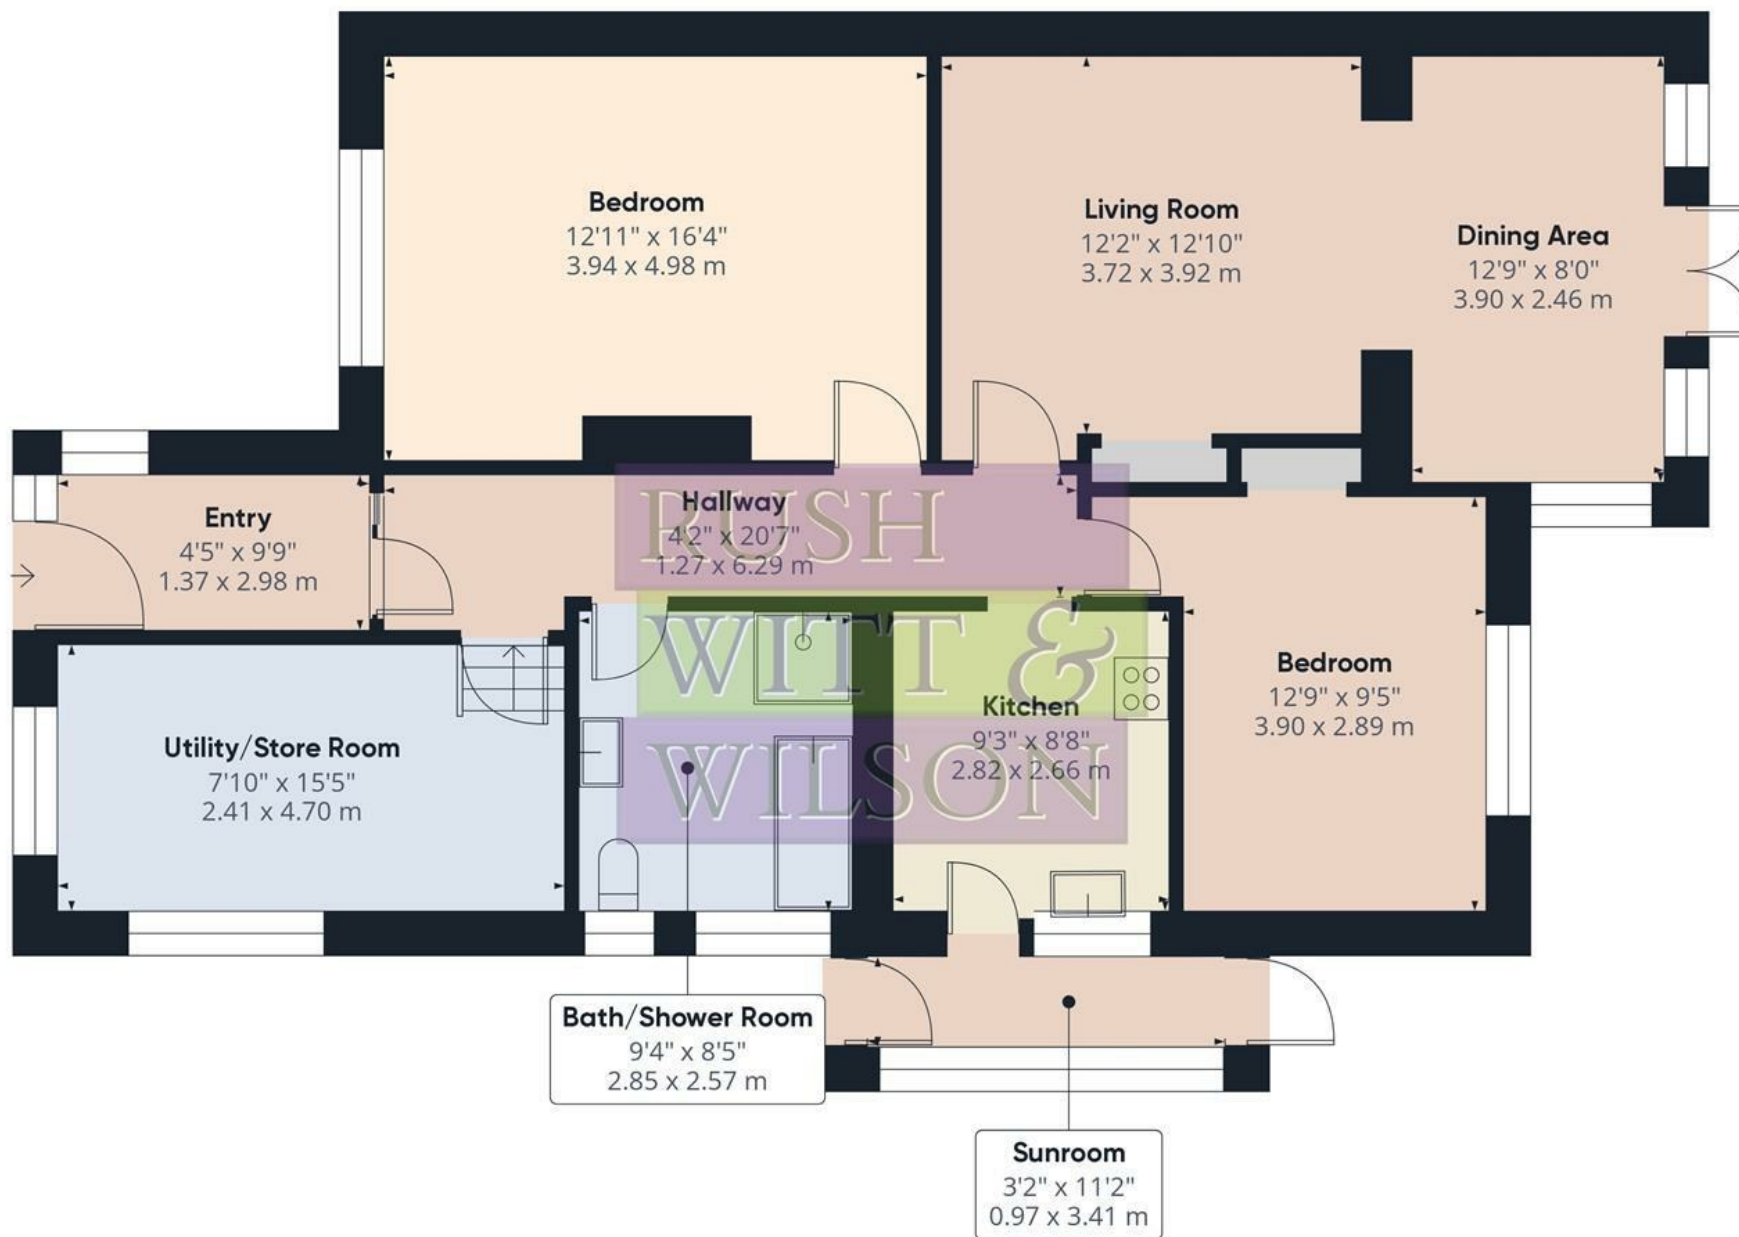 Bedroom
12'11" x 16'4"
3.94 x 4.98 m
Living Room
12'2" x 12'10"
3.72 x 3.92 m
Dining Area
12'9" x 8'0"
3.90 x 2.46 m
Entry
4'5" x 9'9"
1.37 x 2.98 m
Hallway
4'2" x 20'7"
1.27 x 6.29 m
RUSH
WITT &
WILSON
Utility/Store Room
7'10" x 15'5"
2.41 x 4.70 m
Kitchen
9'3" x 8'8"
2.82 x 2.66 m
Bedroom
12'9" x 9'5"
3.90 x 2.89 m
Bath/Shower Room
9'4" x 8'5"
2.85 x 2.57 m
Sunroom
3'2" x 11'2"
0.97 x 3.41 m